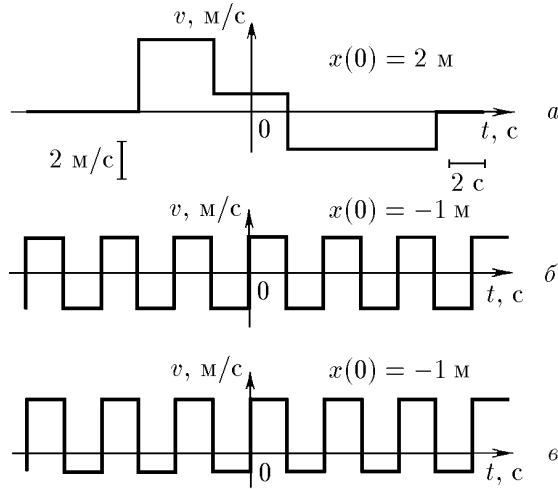 v, м/с
x(0) = 2 м
0
t, с
а
2 м/с
2 с
v, м/с
x(0) = −1 м
0
t, с
б
v, м/с
x(0) = −1 м
0
t, с
в